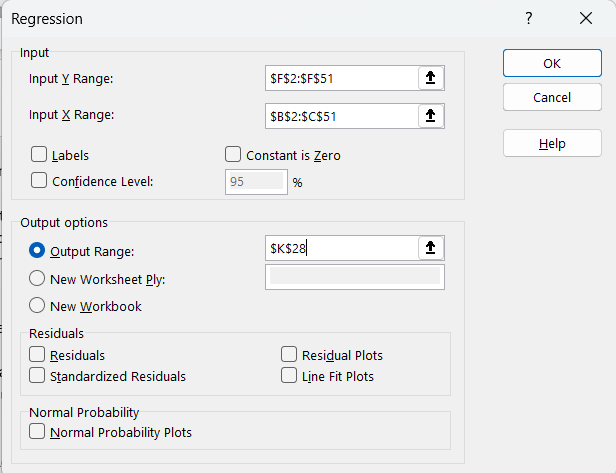 Regression ?
Input
Input Y Range: $F$2:$F$51
OK
Input X Range: $B$2:$C$51
Cancel
Help
Labels Constant is Zero
Confidence Level: 95 %
Output options
Output Range: $K$28
New Worksheet Ply:
New Workbook
Residuals
Residuals Residual Plots
Standardized Residuals Line Fit Plots
Normal Probability
Normal Probability Plots